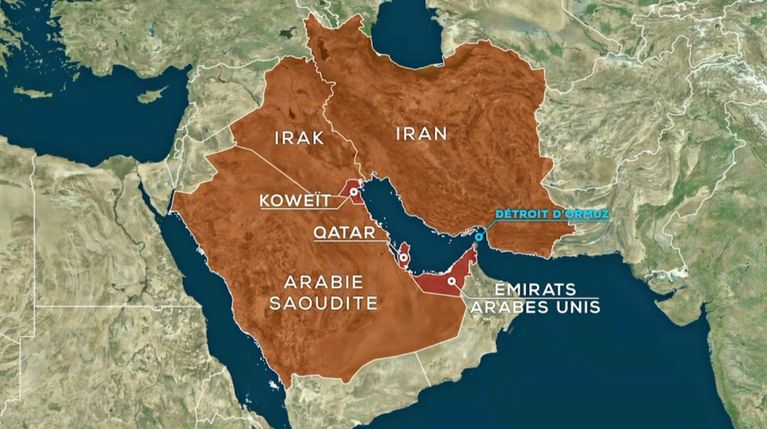 IRAK
IRAN
KOWEÏT
DÉTROIT D'ORMUZ
QATAR
ARABIE
SAOUDITE
ÉMIRATS
ARABES UNIS